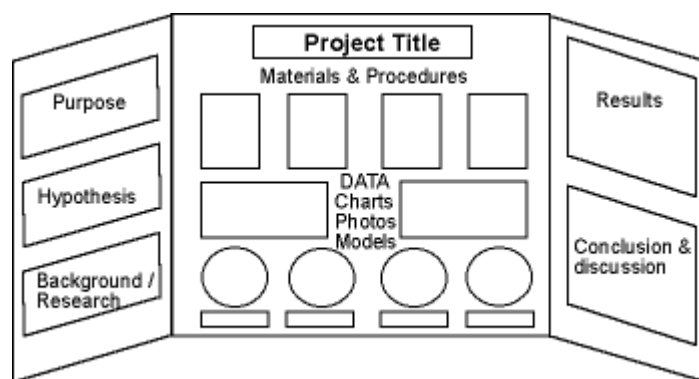 Project Title
Materials & Procedures
Purpose
Hypothesis
Background /
Research
DATA
Charts
Photos
Models
Results
Conclusion &
discussion